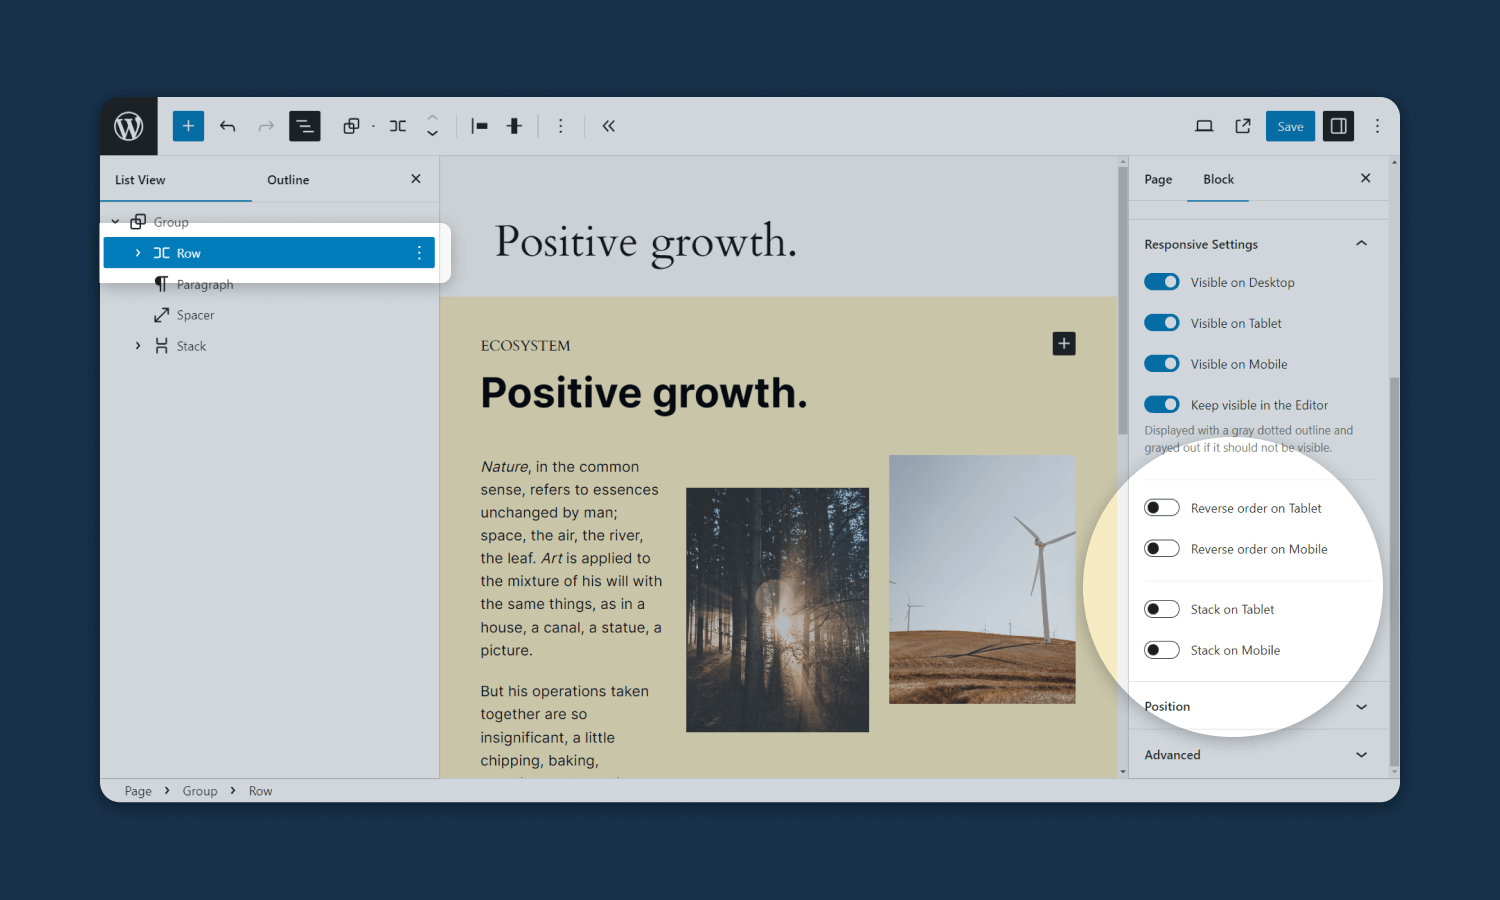 Save
List View
Outline
Group
Row
Paragraph
Spacer
Stack
Positive growth.
ECOSYSTEM
Positive growth.
Nature, in the common
sense, refers to essences
unchanged by man;
space, the air, the river,
the leaf. Art is applied to
the mixture of his will with
the same things, as in a
house, a canal, a statue, a
picture.
But his operations taken
together are so
insignificant, a little
chipping, baking,
Page
Block
Responsive Settings
Visible on Desktop
Visible on Tablet
Visible on Mobile
Keep visible in the Editor
Displayed with a gray dotted outline and
grayed out if it should not be visible.
Reverse order on Tablet
Reverse order on Mobile
Stack on Tablet
Stack on Mobile
Position
Advanced
Page > Group > Row